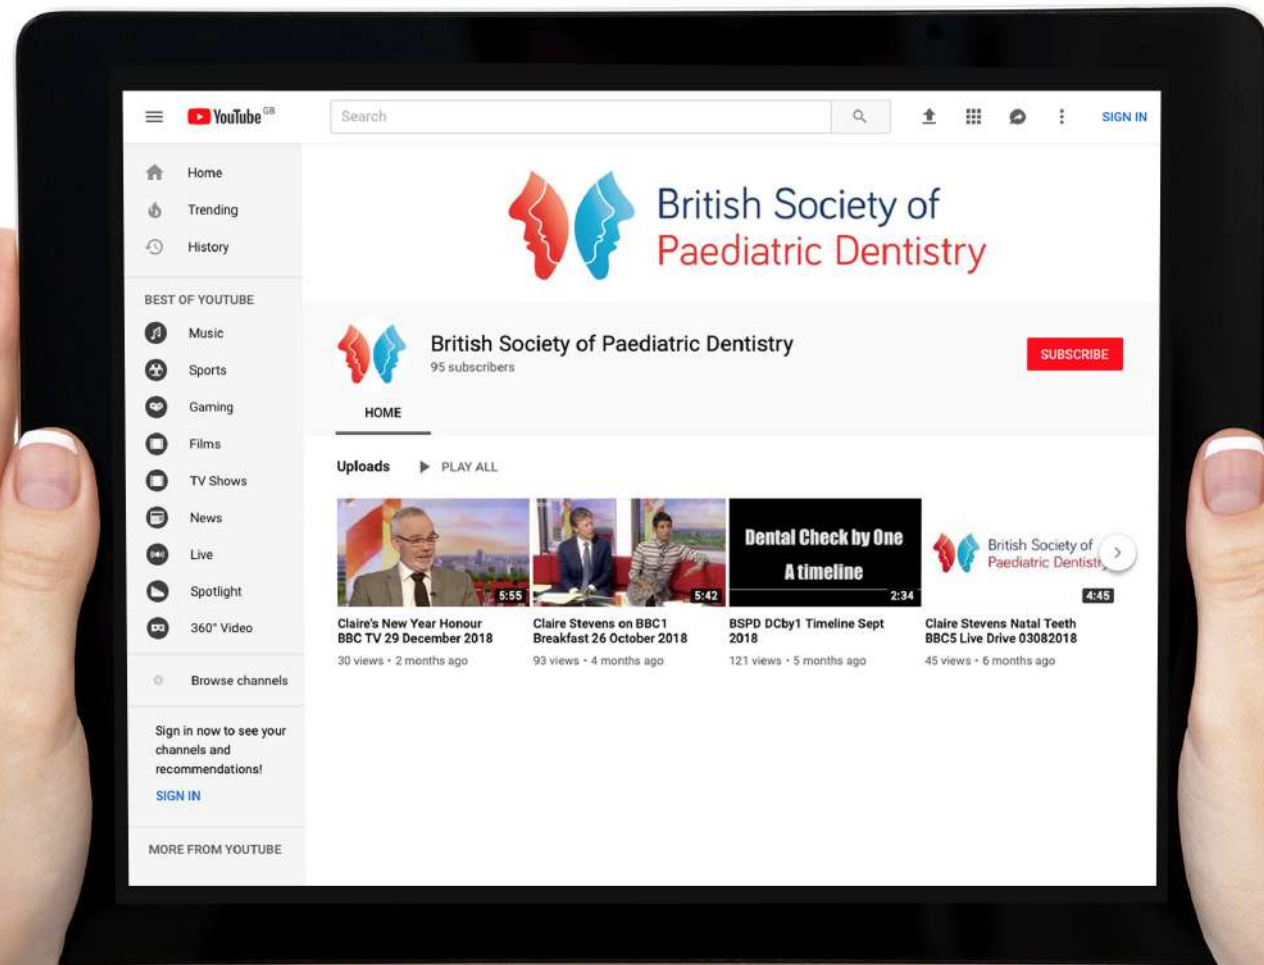 YouTube GB
Search
SIGN IN
Home
Trending
History
BEST OF YOUTUBE
Music
Sports
Gaming
Films
TV Shows
News
Live
Spotlight
360° Video
Browse channels
Sign in now to see your
channels and
recommendations!
SIGN IN
MORE FROM YOUTUBE
British Society of
Paediatric Dentistry
British Society of Paediatric Dentistry
95 subscribers
SUBSCRIBE
HOME
Uploads PLAY ALL
5:55
Claire's New Year Honour
BBC TV 29 December 2018
30 views • 2 months ago
5:42
Claire Stevens on BBC1
Breakfast 26 October 2018
93 views • 4 months ago
Dental Check by One
A timeline
2:34
BSPD DCby1 Timeline Sept
2018
121 views • 5 months ago
British Society of
Paediatric Dentistry
4:45
Claire Stevens Natal Teeth
BBC5 Live Drive 03082018
45 views • 6 months ago